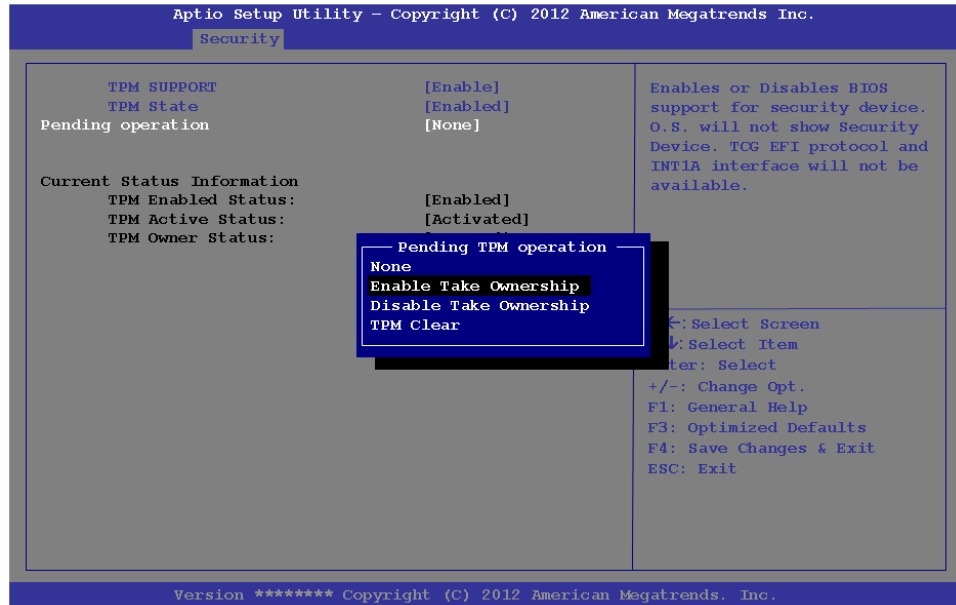 Aptio Setup Utility – Copyright (C) 2012 American Megatrends Inc.
Security
TPM SUPPORT [Enable]
TPM State [Enabled]
Pending operation [None]
Current Status Information
TPM Enabled Status: [Enabled]
TPM Active Status: [Activated]
TPM Owner Status:
Pending TPM operation
None
Enable Take Ownership
Disable Take Ownership
TPM Clear
Enables or Disables BIOS
support for security device.
O.S. will not show Security
Device. TCG EFI protocol and
INT1A interface will not be
available.
←:Select Screen
↓:Select Item
ter: Select
+/-: Change Opt.
F1: General Help
F3: Optimized Defaults
F4: Save Changes & Exit
ESC: Exit
Version ******** Copyright (C) 2012 American Megatrends. Inc.